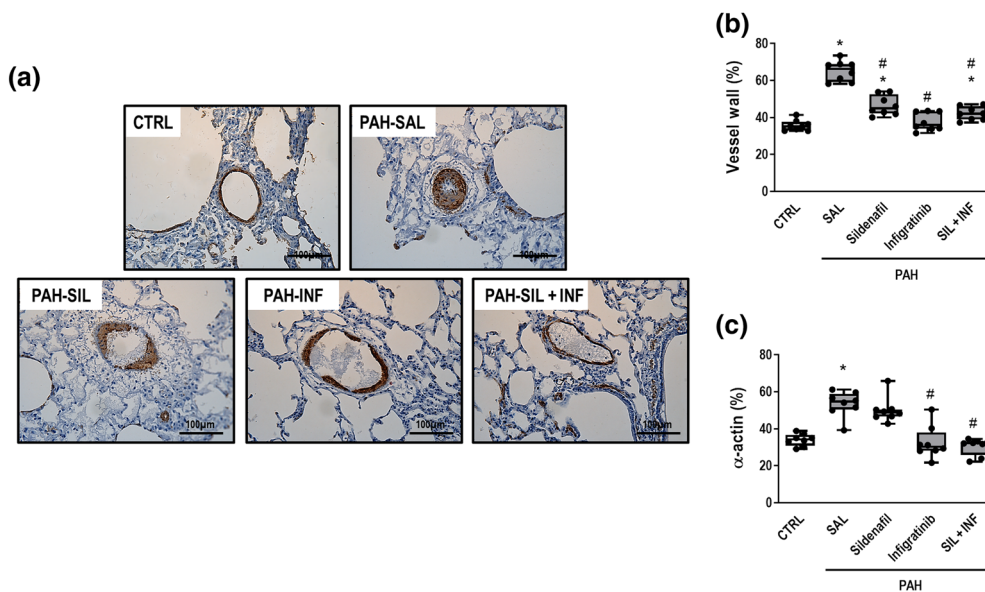 (a)
CTRL
100μm
PAH-SAL
100μm
PAH-SIL
100μm
PAH-INF
100μm
PAH-SIL + INF
100μm
(b)
Vessel wall (%)
80
60
40
20
0
*
#
*
#
#
*
CTRL
SAL
Sildenafil
Infigratinib
SIL + INF
PAH
(c)
α-actin (%)
80
60
40
20
0
*
#
#
CTRL
SAL
Sildenafil
Infigratinib
SIL + INF
PAH